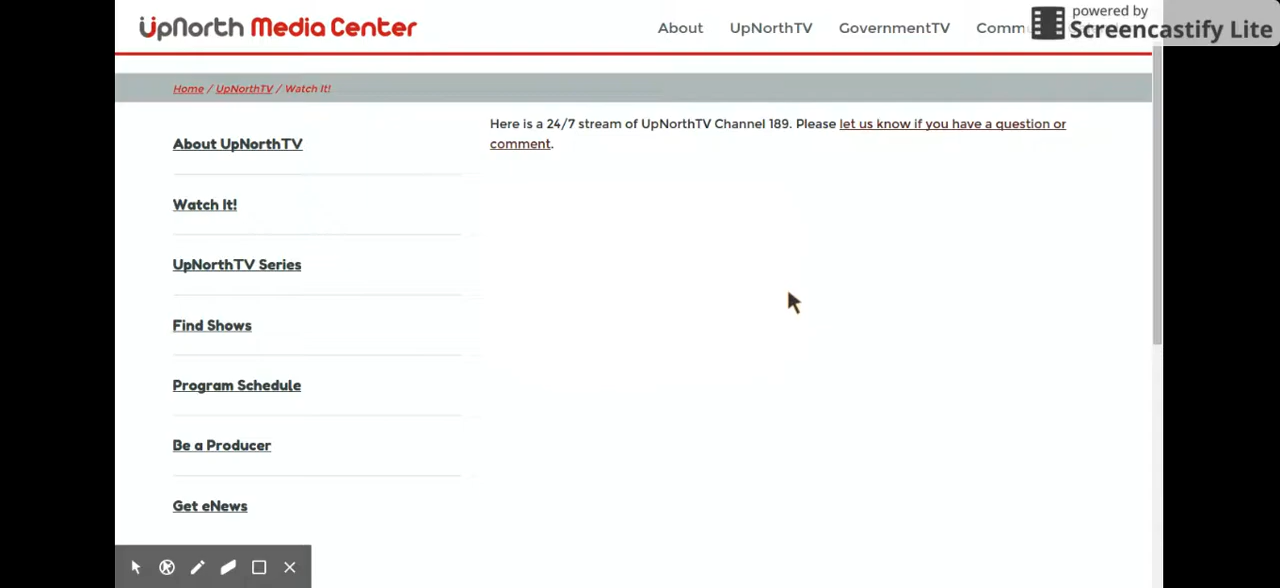 UpNorth Media Center
About UpNorthTV GovernmentTV Comm
powered by
Screencastify Lite
Home / UpNorthTV / Watch It!
Here is a 24/7 stream of UpNorthTV Channel 189. Please let us know if you have a question or
comment.
About UpNorthTV
Watch It!
UpNorthTV Series
Find Shows
Program Schedule
Be a Producer
Get eNews